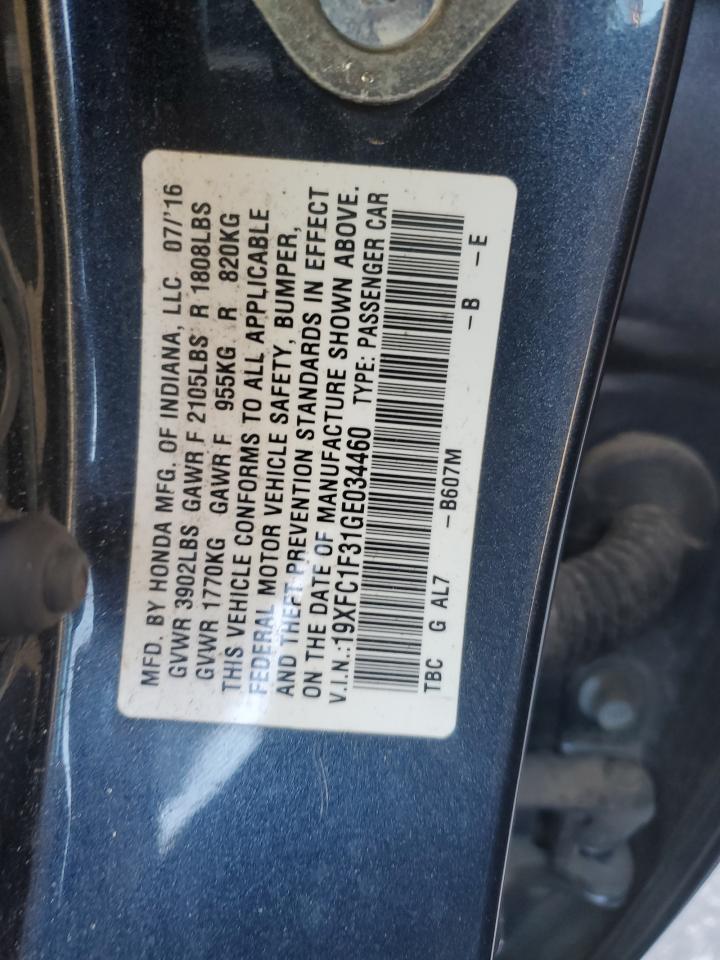 MFD. BY HONDA MFG. OF INDIANA, LLC 07/'16
GVWR 3902LBS GAWR F 2105LBS R 1808LBS
GVWR 1770KG GAWR F 955KG R 820KG
THIS VEHICLE CONFORMS TO ALL APPLICABLE
FEDERAL MOTOR VEHICLE SAFETY, BUMPER,
AND THEFT PREVENTION STANDARDS IN EFFECT
ON THE DATE OF MANUFACTURE SHOWN ABOVE.
V.I.N.:19XFC1F31GE034460 TYPE: PASSENGER CAR
TBC G AL7 -B607M -B -E